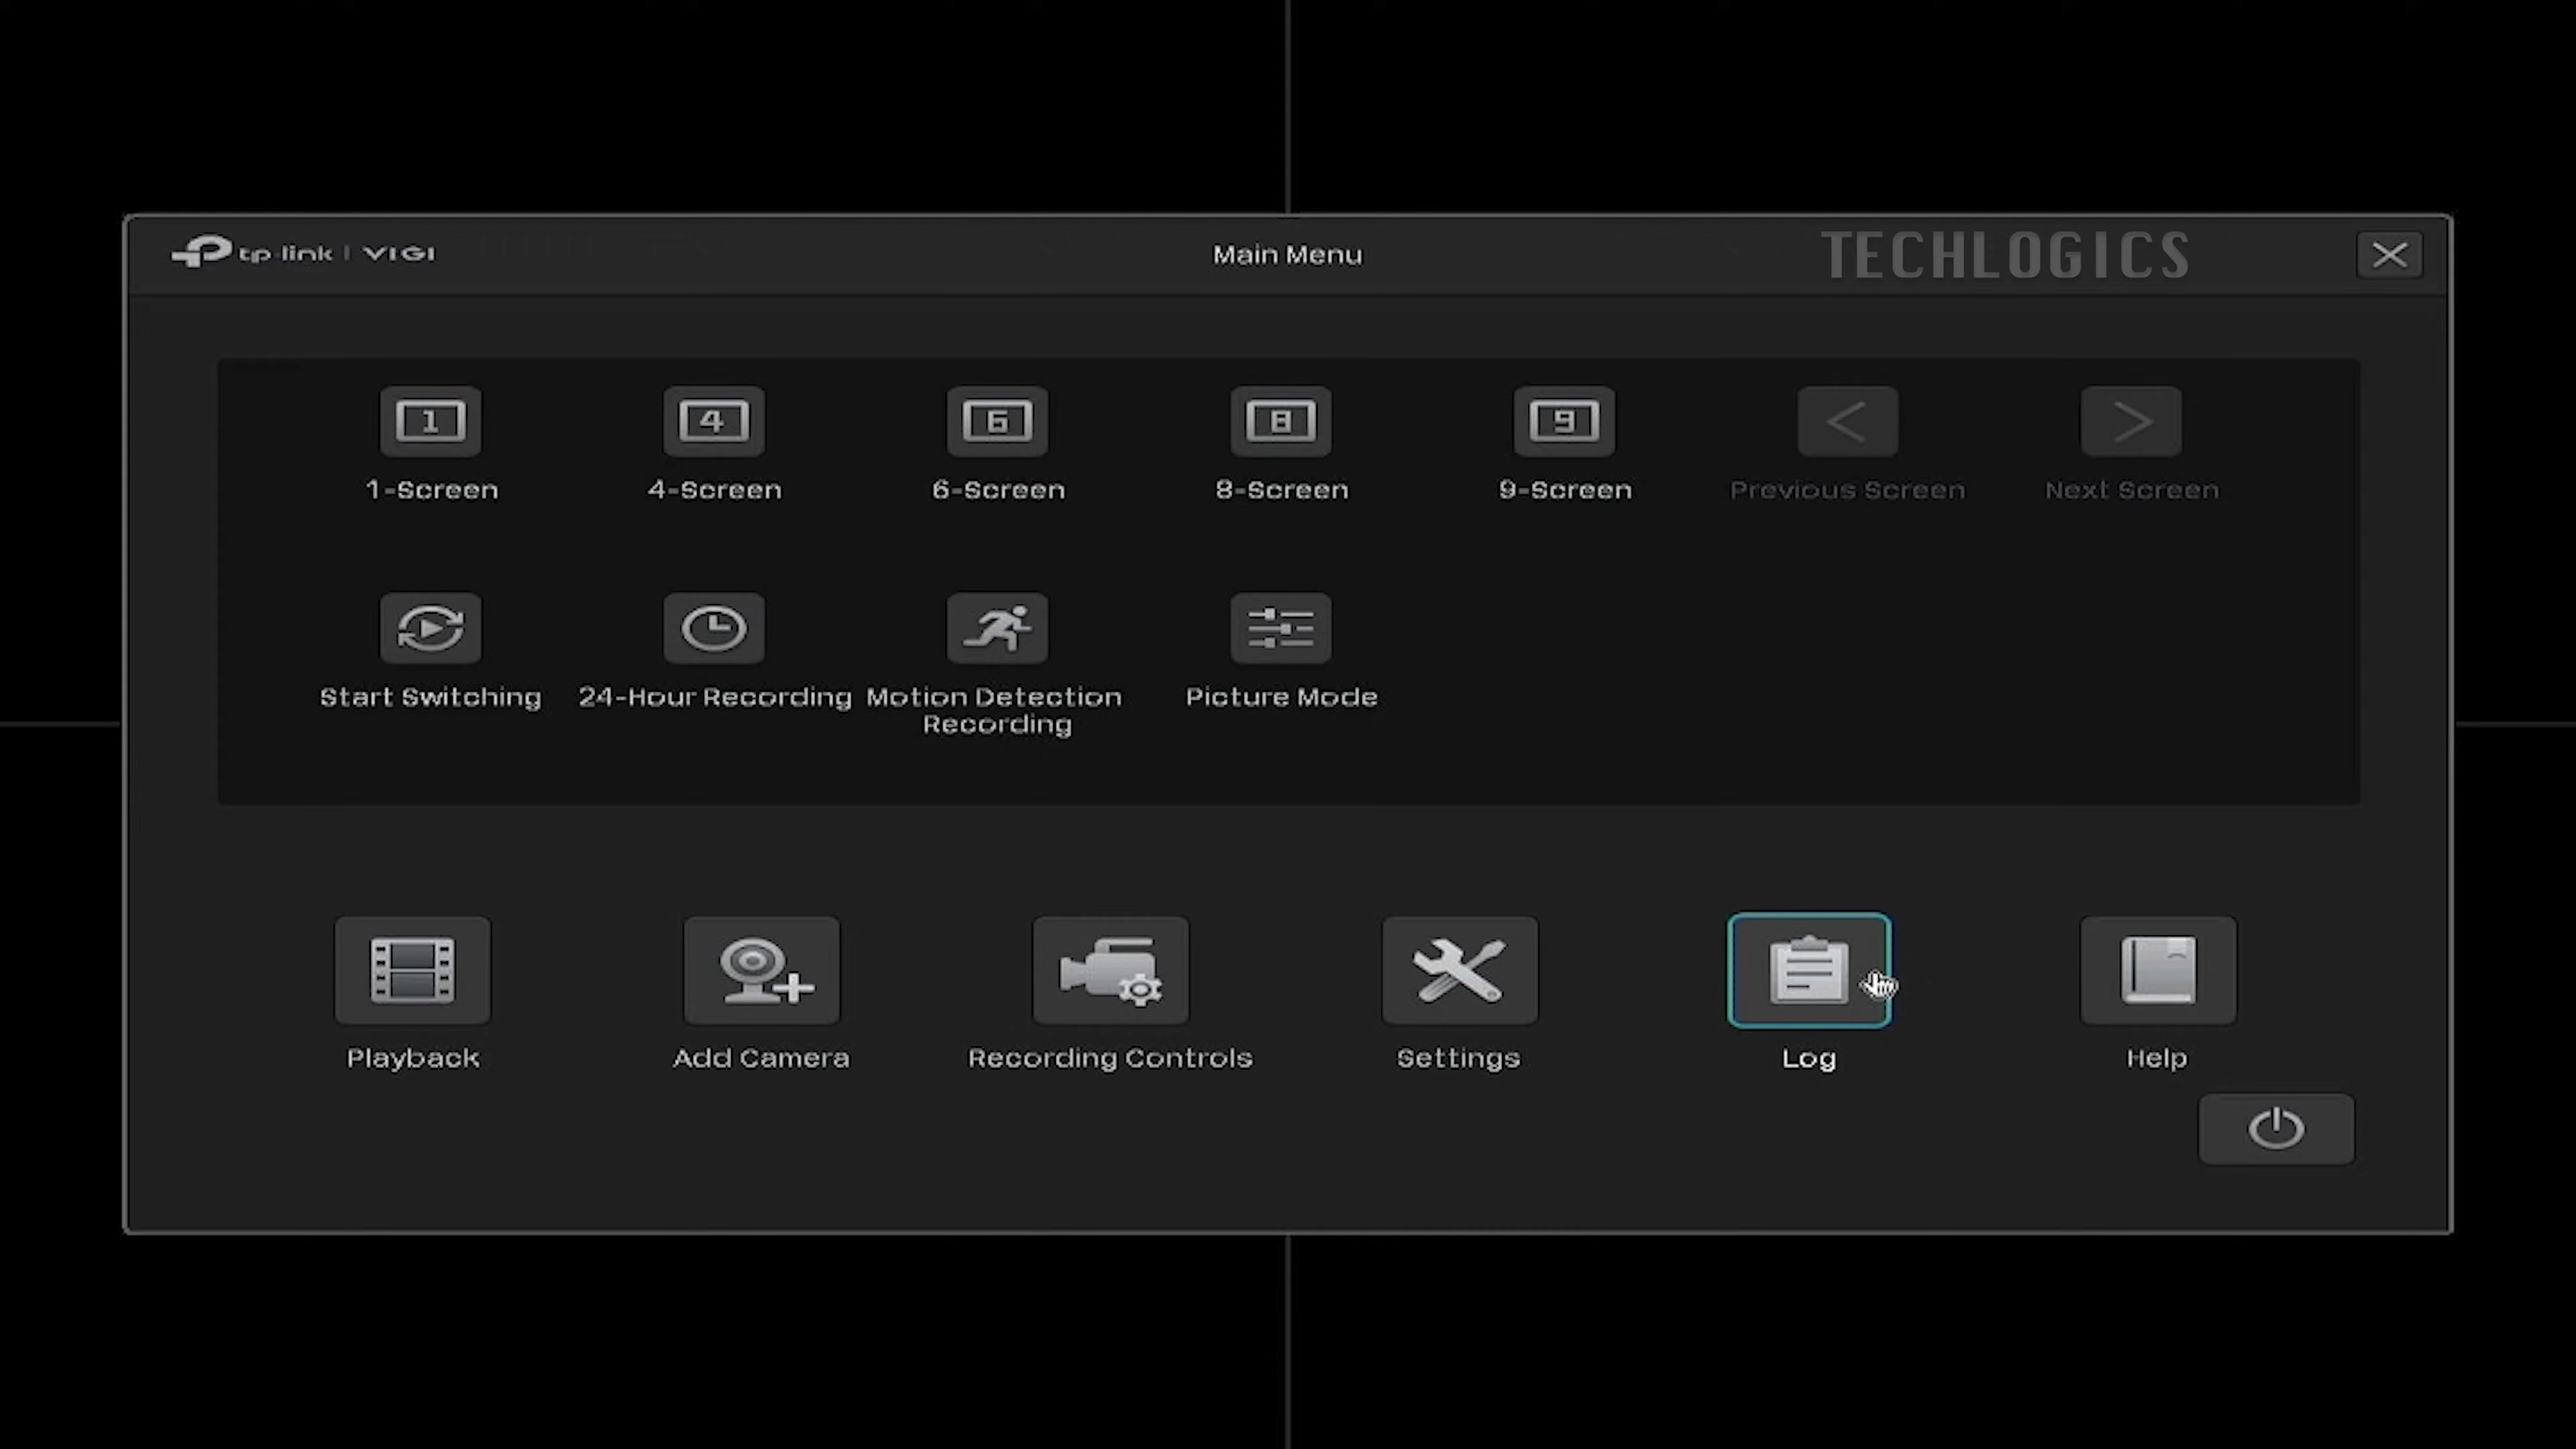 tp-link | VIGI
Main Menu
TECHLOGICS
1
4
6
8
9
1-Screen
4-Screen
6-Screen
8-Screen
9-Screen
Previous Screen
Next Screen
Start Switching
24-Hour Recording
Motion Detection
Recording
Picture Mode
Playback
Add Camera
Recording Controls
Settings
Log
Help